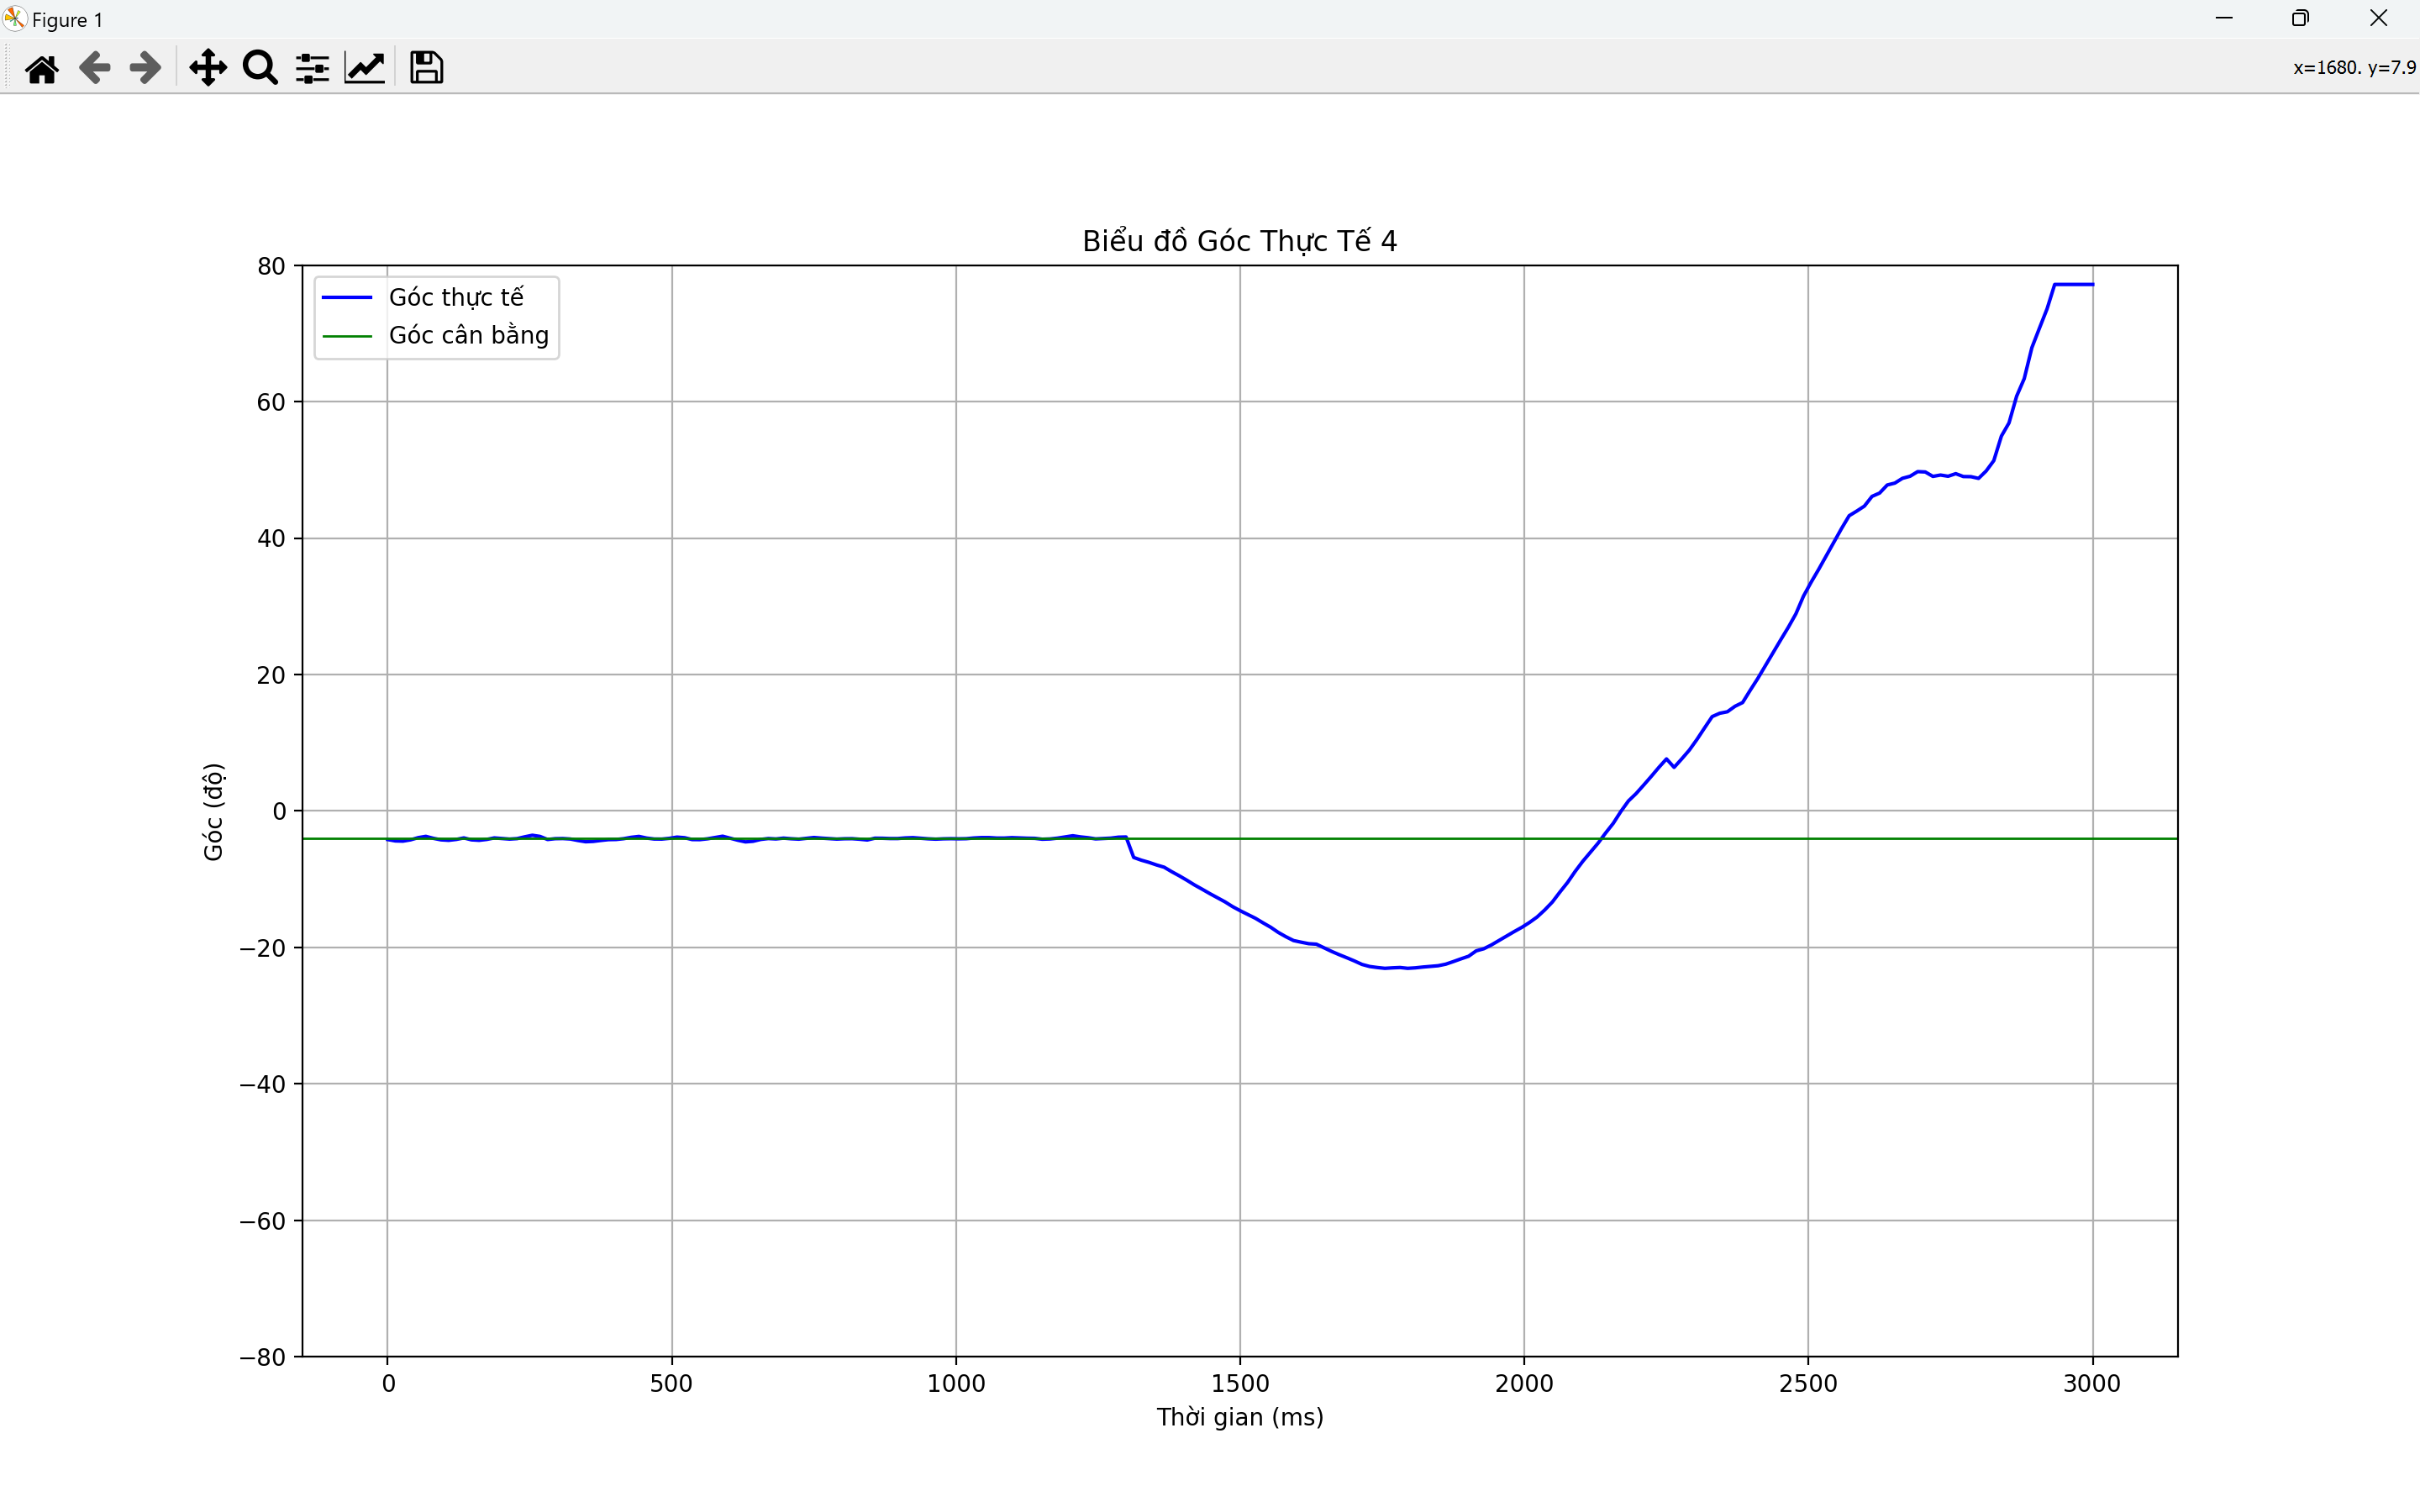 Figure 1
x=1680. y=7.9
Biểu đồ Góc Thực Tế 4
Góc thực tế
Góc cân bằng
Góc (độ)
80
60
40
20
0
−20
−40
−60
−80
0 500 1000 1500 2000 2500 3000
Thời gian (ms)